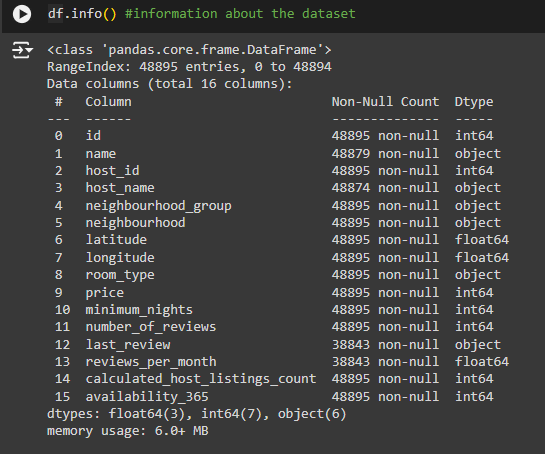 df.info() #information about the dataset
<class 'pandas.core.frame.DataFrame'>
RangeIndex: 48895 entries, 0 to 48894
Data columns (total 16 columns):
 #   Column                          Non-Null Count  Dtype
---  ------                          --------------  -----
 0   id                              48895 non-null  int64
 1   name                            48879 non-null  object
 2   host_id                         48895 non-null  int64
 3   host_name                       48874 non-null  object
 4   neighbourhood_group             48895 non-null  object
 5   neighbourhood                   48895 non-null  object
 6   latitude                        48895 non-null  float64
 7   longitude                       48895 non-null  float64
 8   room_type                       48895 non-null  object
 9   price                           48895 non-null  int64
 10  minimum_nights                  48895 non-null  int64
 11  number_of_reviews               48895 non-null  int64
 12  last_review                     38843 non-null  object
 13  reviews_per_month               38843 non-null  float64
 14  calculated_host_listings_count  48895 non-null  int64
 15  availability_365                48895 non-null  int64
dtypes: float64(3), int64(7), object(6)
memory usage: 6.0+ MB